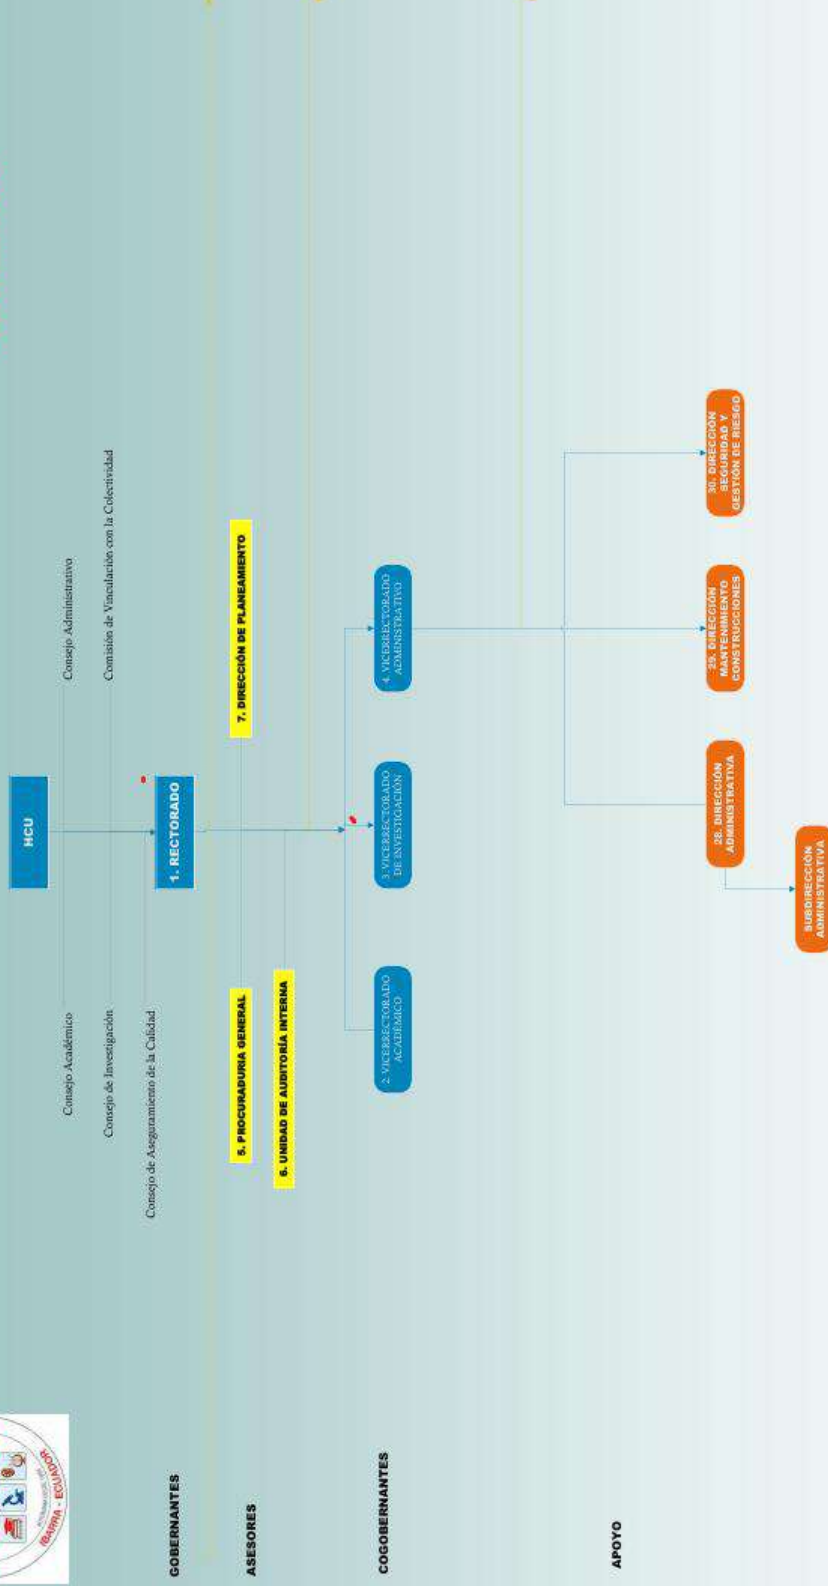 IBARRA - ECUADOR
HCU
Consejo Académico
Consejo Administrativo
Consejo de Investigación
Comisión de Vinculación con la Colectividad
Consejo de Aseguramiento de la Calidad
GOBERNANTES
1. RECTORADO
ASESORES
5. PROCURADURIA GENERAL
7. DIRECCIÓN DE PLANEAMIENTO
6. UNIDAD DE AUDITORÍA INTERNA
COGOBERNANTES
2. VICERRECTORADO
ACADÉMICO
3. VICERRECTORADO
DE INVESTIGACIÓN
4. VICERRECTORADO
ADMINISTRATIVO
APOYO
28. DIRECCIÓN
ADMINISTRATIVA
29. DIRECCIÓN
MANTENIMIENTO
CONSTRUCCIONES
30. DIRECCIÓN
SEGURIDAD Y
GESTIÓN DE RIESGO
SUBDIRECCIÓN
ADMINISTRATIVA